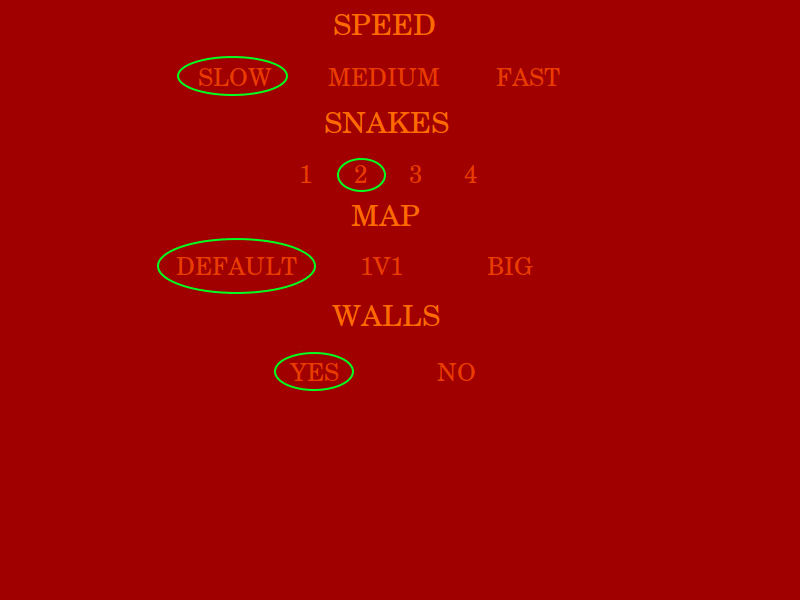 SPEED
SLOW MEDIUM FAST
SNAKES
1 2 3 4
MAP
DEFAULT 1V1 BIG
WALLS
YES NO